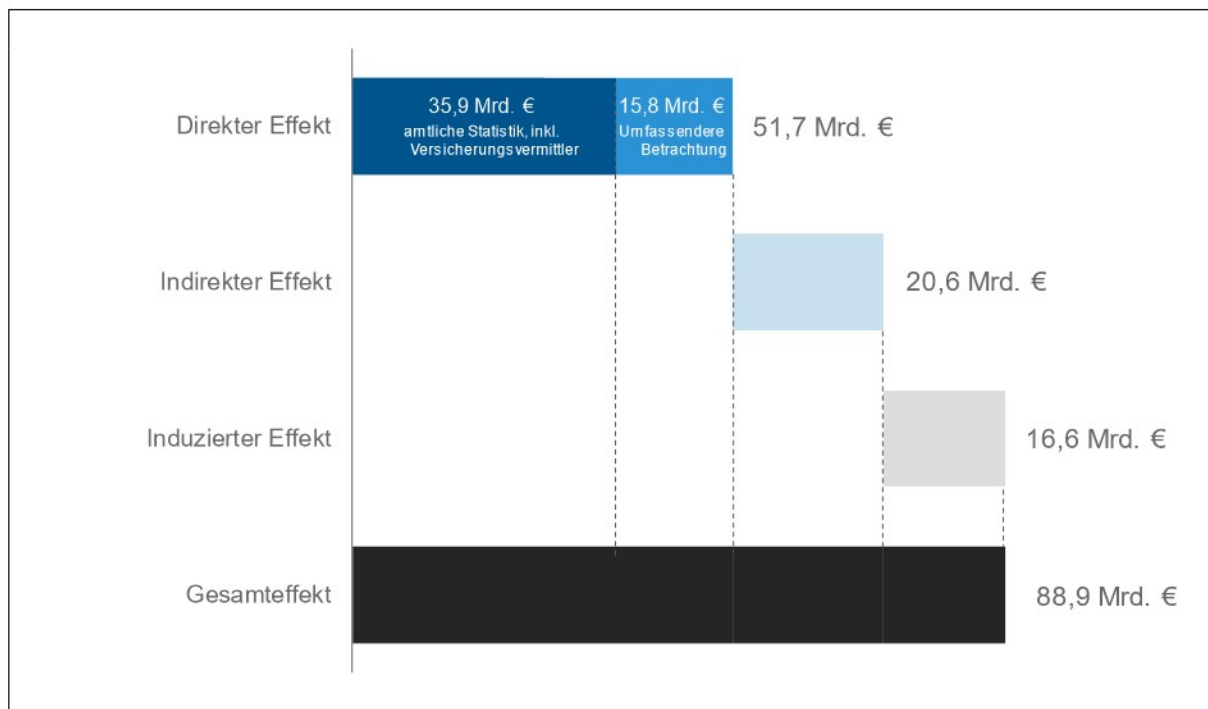 Direkter Effekt
35,9 Mrd. €
amtliche Statistik, inkl.
Versicherungsvermittler
15,8 Mrd. €
Umfassendere
Betrachtung
51,7 Mrd. €
Indirekter Effekt
20,6 Mrd. €
Induzierter Effekt
16,6 Mrd. €
Gesamteffekt
88,9 Mrd. €